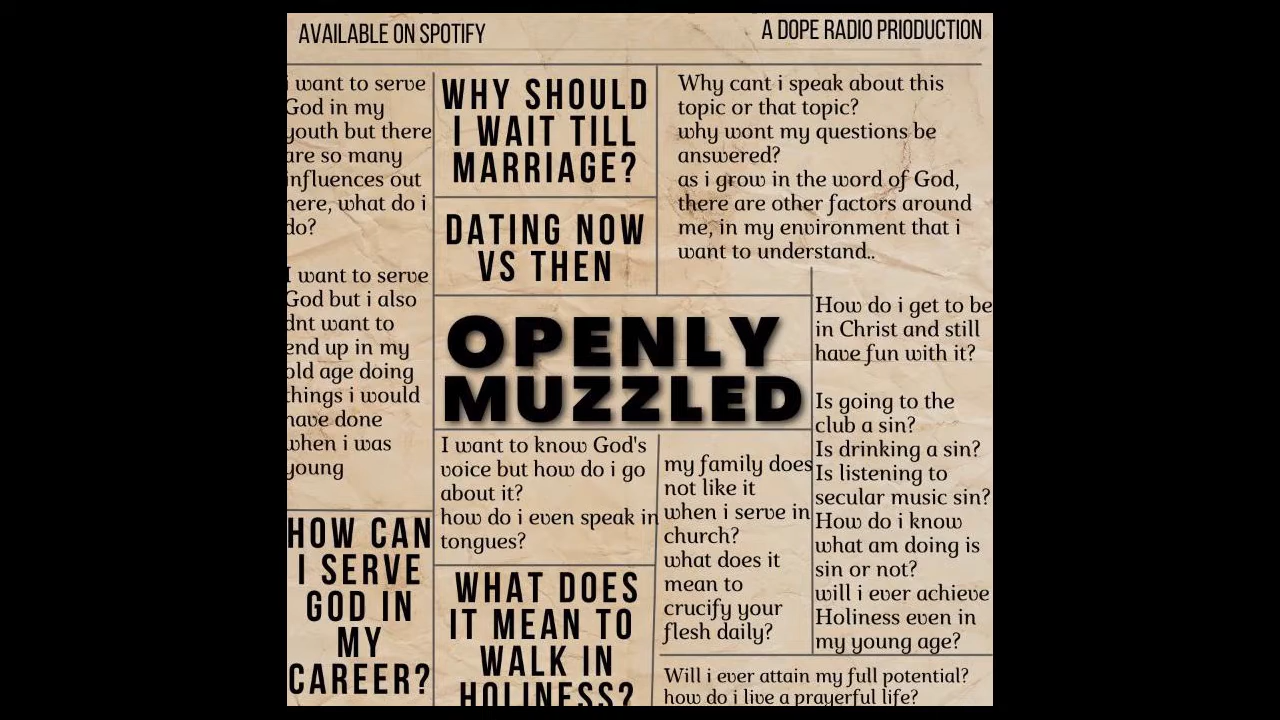 AVAILABLE ON SPOTIFY
A DOPE RADIO PRIODUCTION
i want to serve
God in my
youth but there
are so many
influences out
here, what do i
do?
I want to serve
God but i also
dnt want to
end up in my
old age doing
things i would
have done
when i was
young
HOW CAN
I SERVE
GOD IN
MY
CAREER?
WHY SHOULD
I WAIT TILL
MARRIAGE?
DATING NOW
VS THEN
Why cant i speak about this
topic or that topic?
why wont my questions be
answered?
as i grow in the word of God,
there are other factors around
me, in my environment that i
want to understand..
OPENLY
MUZZLED
I want to know God's
voice but how do i go
about it?
how do i even speak in
tongues?
WHAT DOES
IT MEAN TO
WALK IN
HOLINESS?
my family does
not like it
when i serve in
church?
what does it
mean to
crucify your
flesh daily?
How do i get to be
in Christ and still
have fun with it?
Is going to the
club a sin?
Is drinking a sin?
Is listening to
secular music sin?
How do i know
what am doing is
sin or not?
will i ever achieve
Holiness even in
my young age?
Will i ever attain my full potential?
how do i live a prayerful life?